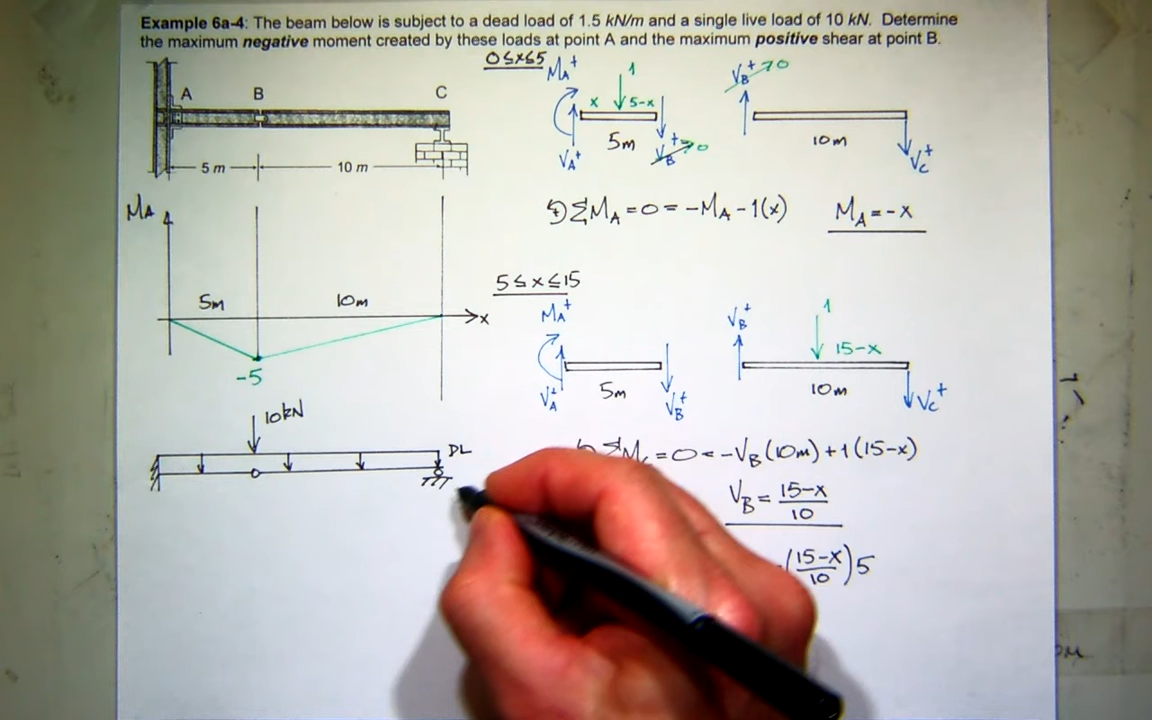 Example 6a-4: The beam below is subject to a dead load of 1.5 kN/m and a single live load of 10 kN. Determine
the maximum negative moment created by these loads at point A and the maximum positive shear at point B.
A B C
5 m 10 m
MA
5m 10m
x
-5
10kN
DL
0≤x≤5
MA+ 1
x 5-x
5m
VA+ VB+ → 0
VB+ → 0
10m
VC+
↻ΣMA=0=-MA-1(x) MA=-x
5≤x≤15
MA+
5m
VA+ VB+
VB+ 1
15-x
10m
VC+
=0=-VB(10m)+1(15-x)
VB=15-x/10
(15-x/10)5